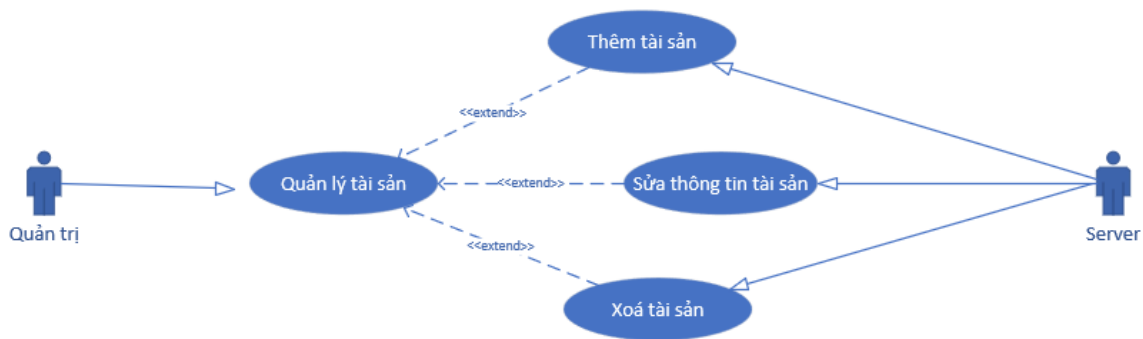 Thêm tài sản
<<extend>>
Quản lý tài sản
<<extend>>
Sửa thông tin tài sản
Quản trị
Server
<<extend>>
Xoá tài sản